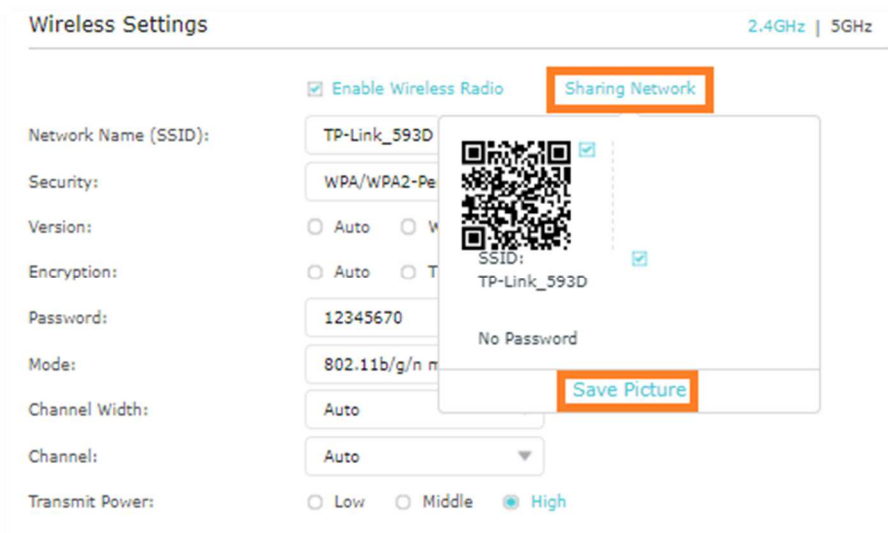 Wireless Settings 2.4GHz | 5GHz
Enable Wireless Radio Sharing Network
Network Name (SSID): TP-Link_593D
Security: WPA/WPA2-Pe
Version: Auto W
Encryption: Auto T
SSID:
TP-Link_593D
Password: 12345670
No Password
Mode: 802.11b/g/n m
Save Picture
Channel Width: Auto
Channel: Auto
Transmit Power: Low Middle High